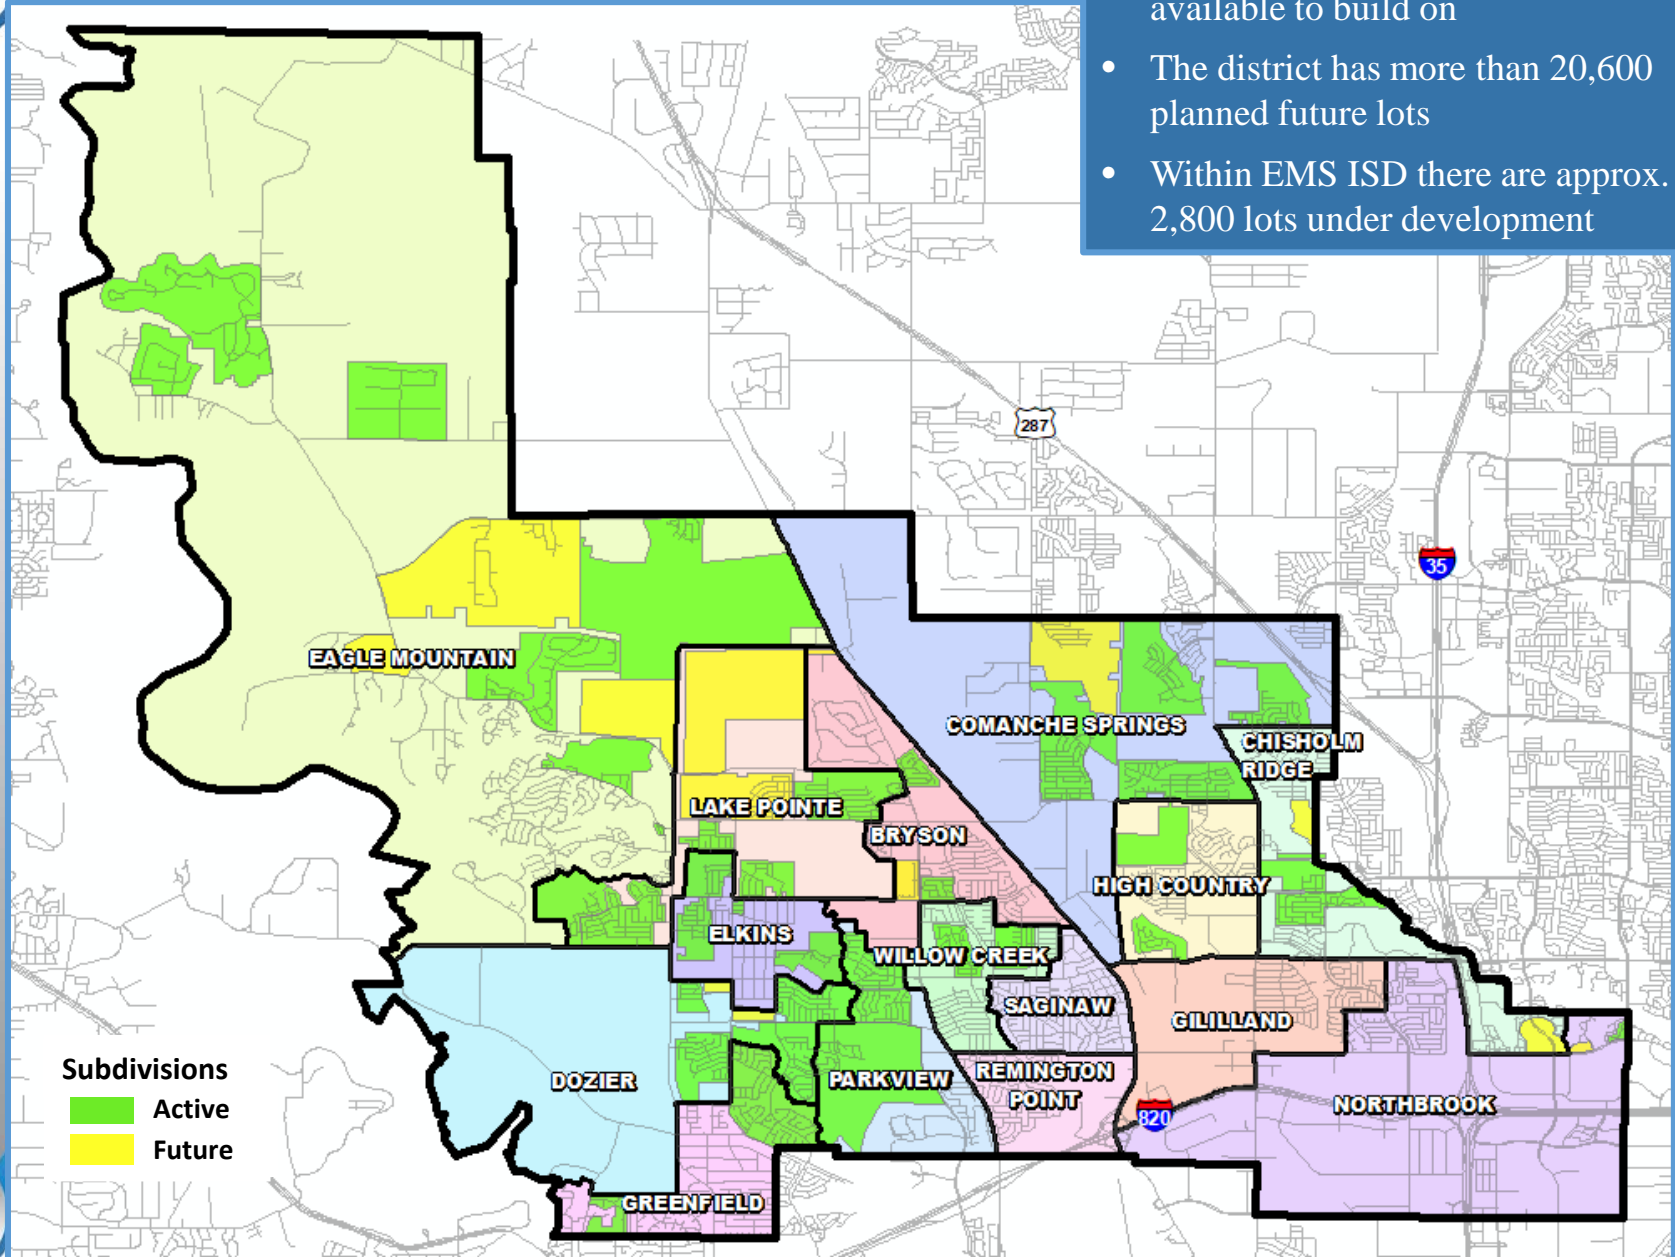 available to build on
• The district has more than 20,600
planned future lots
• Within EMS ISD there are approx.
2,800 lots under development
287
35
EAGLE MOUNTAIN
COMANCHE SPRINGS
CHISHOLM
RIDGE
LAKE POINTE
BRYSON
HIGH COUNTRY
ELKINS
WILLOW CREEK
SAGINAW
GILILLAND
DOZIER
PARKVIEW
REMINGTON
POINT
NORTHBROOK
820
GREENFIELD
Subdivisions
Active
Future